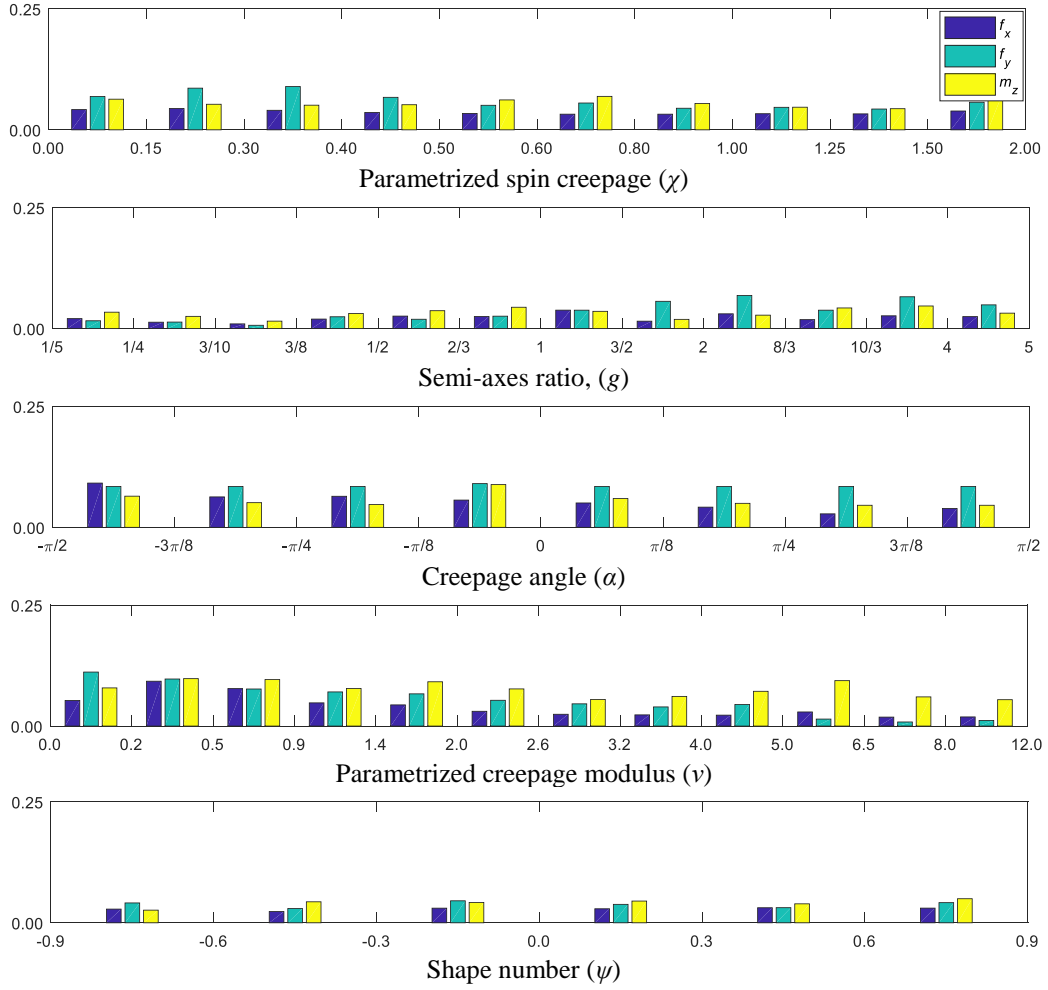 0.25
f_x
f_y
m_z
0.00
0.00 0.15 0.30 0.40 0.50 0.60 0.80 1.00 1.25 1.50 2.00
Parametrized spin creepage (χ)
0.25
0.00
1/5 1/4 3/10 3/8 1/2 2/3 1 3/2 2 8/3 10/3 4 5
Semi-axes ratio, (g)
0.25
0.00
-π/2 -3π/8 -π/4 -π/8 0 π/8 π/4 3π/8 π/2
Creepage angle (α)
0.25
0.00
0.0 0.2 0.5 0.9 1.4 2.0 2.6 3.2 4.0 5.0 6.5 8.0 12.0
Parametrized creepage modulus (ν)
0.25
0.00
-0.9 -0.6 -0.3 0.0 0.3 0.6 0.9
Shape number (ψ)